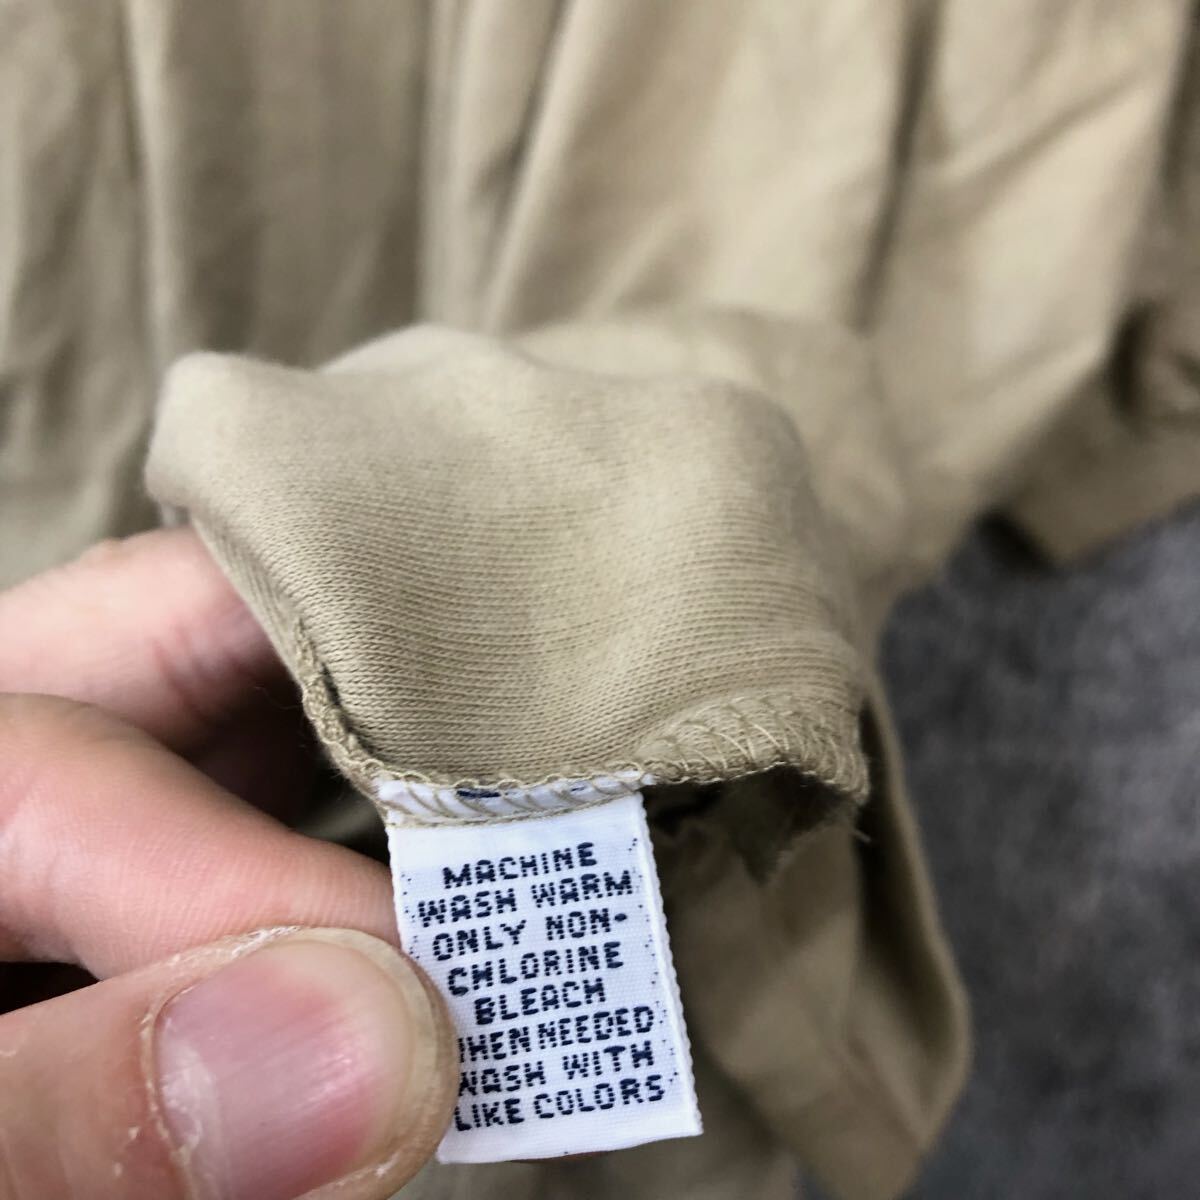 MACHINE
WASH WARM
ONLY NON-
CHLORINE
BLEACH
WHEN NEEDED
WASH WITH
LIKE COLORS